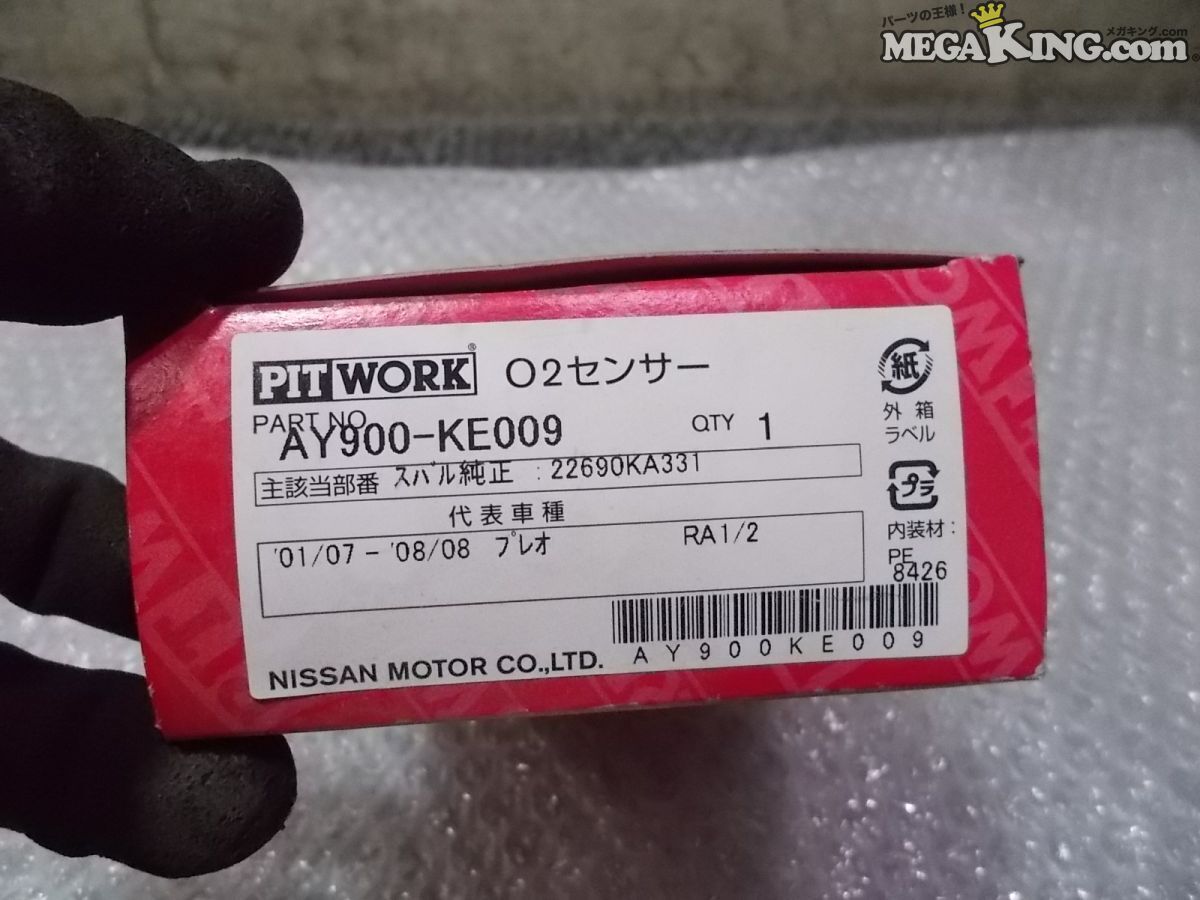 パーツの王様!
メガキング.com
MEGAKING.com
PITWORK® O2センサー
PART NO.
AY900-KE009 QTY 1
主該当部番 スバル純正 : 22690KA331
代表車種
'01/07 - '08/08 プレオ RA1/2
NISSAN MOTOR CO.,LTD.
AY900KE009
紙
外箱
ラベル
プラ
内装材:
PE
8426